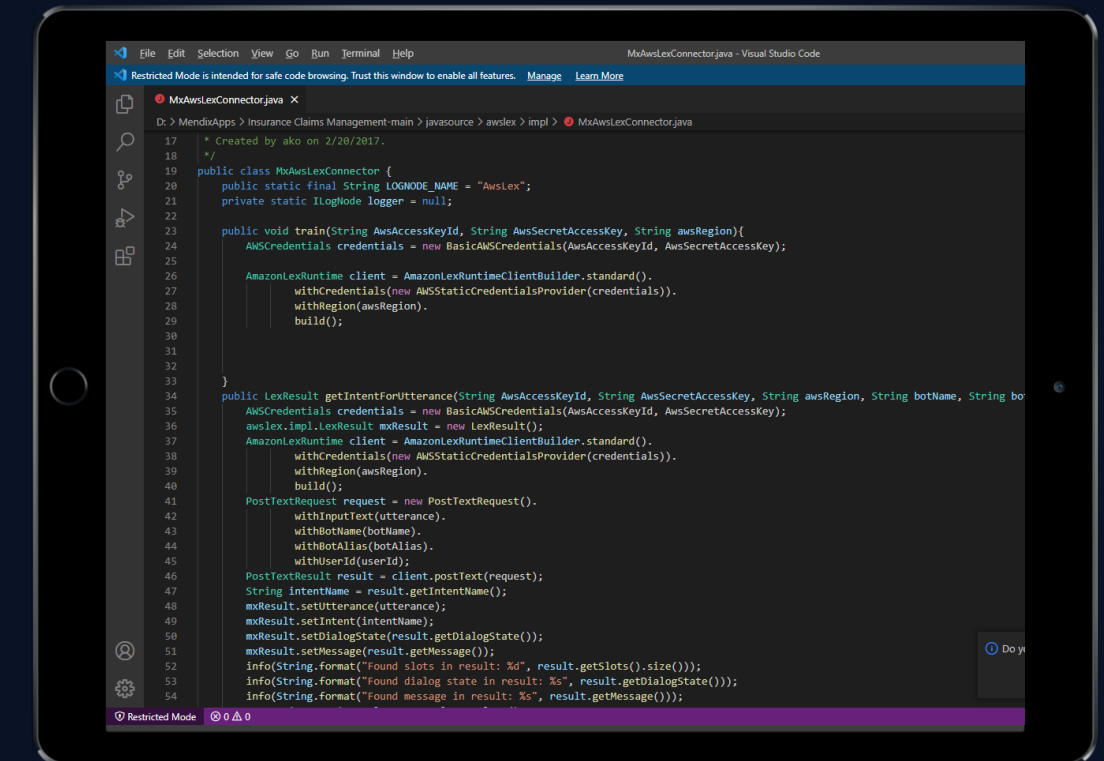 File Edit Selection View Go Run Terminal Help MxAwsLexConnector.java - Visual Studio Code
Restricted Mode is intended for safe code browsing. Trust this window to enable all features. Manage Learn More
MxAwsLexConnector.java
D: > MendixApps > Insurance Claims Management-main > javasource > awslex > impl > MxAwsLexConnector.java
17 * Created by ako on 2/20/2017.
18 */
19 public class MxAwsLexConnector {
20 public static final String LOGNODE_NAME = "AwsLex";
21 private static ILogNode logger = null;
22
23 public void train(String AwsAccessKeyId, String AwsSecretAccessKey, String awsRegion){
24 AWSCredentials credentials = new BasicAWSCredentials(AwsAccessKeyId, AwsSecretAccessKey);
25
26 AmazonLexRuntime client = AmazonLexRuntimeClientBuilder.standard().
27 withCredentials(new AWSStaticCredentialsProvider(credentials)).
28 withRegion(awsRegion).
29 build();
30
31
32
33 }
34 public LexResult getIntentForUtterance(String AwsAccessKeyId, String AwsSecretAccessKey, String awsRegion, String botName, String bo
35 AWSCredentials credentials = new BasicAWSCredentials(AwsAccessKeyId, AwsSecretAccessKey);
36 awslex.impl.LexResult mxResult = new LexResult();
37 AmazonLexRuntime client = AmazonLexRuntimeClientBuilder.standard().
38 withCredentials(new AWSStaticCredentialsProvider(credentials)).
39 withRegion(awsRegion).
40 build();
41 PostTextRequest request = new PostTextRequest().
42 withInputText(utterance).
43 withBotName(botName).
44 withBotAlias(botAlias).
45 withUserId(userId);
46 PostTextResult result = client.postText(request);
47 String intentName = result.getIntentName();
48 mxResult.setUtterance(utterance);
49 mxResult.setIntent(intentName);
50 mxResult.setDialogState(result.getDialogState());
51 mxResult.setMessage(result.getMessage());
52 info(String.format("Found slots in result: %d", result.getSlots().size()));
53 info(String.format("Found dialog state in result: %s", result.getDialogState()));
54 info(String.format("Found message in result: %s", result.getMessage()));
Do y
Restricted Mode 0 0